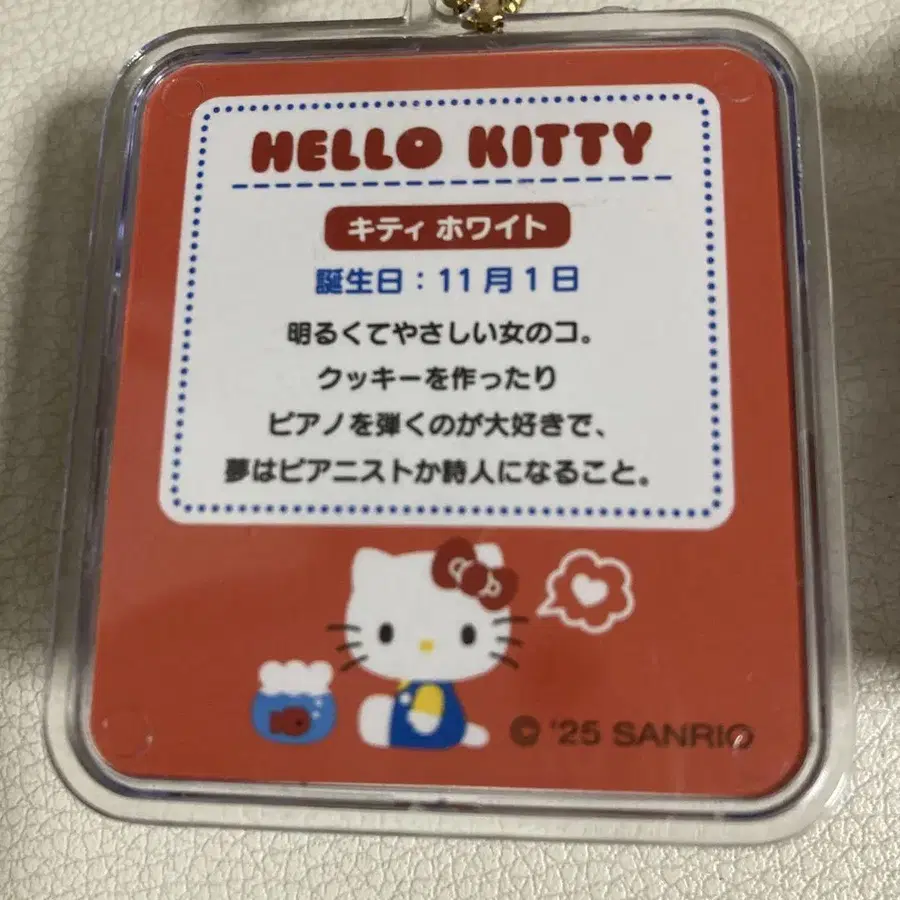 HELLO KITTY
キティ ホワイト
誕生日：11月1日
明るくてやさしい女のコ。
クッキーを作ったり
ピアノを弾くのが大好きで、
夢はピアニストか詩人になること。
© '25 SANRIO